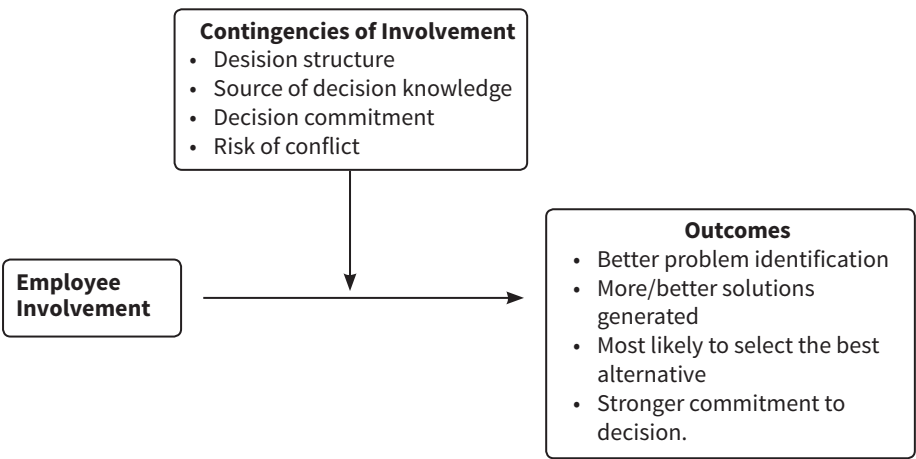 Contingencies of Involvement
• Desision structure
• Source of decision knowledge
• Decision commitment
• Risk of conflict
Employee
Involvement
Outcomes
• Better problem identification
• More/better solutions
generated
• Most likely to select the best
alternative
• Stronger commitment to
decision.